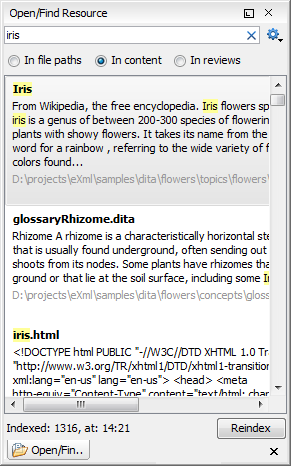 Open/Find Resource
iris
In file paths In content In reviews
Iris
From Wikipedia, the free encyclopedia. Iris flowers sp
iris is a genus of between 200-300 species of flowerin
plants with showy flowers. It takes its name from the
word for a rainbow , referring to the wide variety of f
colors found...
D:\projects\eXml\samples\dita\flowers\topics\flowers\
glossaryRhizome.dita
Rhizome A rhizome is a characteristically horizontal ste
that is usually found underground, often sending out
shoots from its nodes. Some plants have rhizomes tha
ground or that lie at the soil surface, including some I
D:\projects\eXml\samples\dita\flowers\concepts\gloss
iris.html
<!DOCTYPE html PUBLIC "-//W3C//DTD XHTML 1.0 Tr
"http://www.w3.org/TR/xhtml1/DTD/xhtml1-transition
xml:lang="en-us" lang="en-us"> <head> <meta
http-equiv="Content-Type" content="text/html; char
Indexed: 1316, at: 14:21 Reindex
Open/Fin..